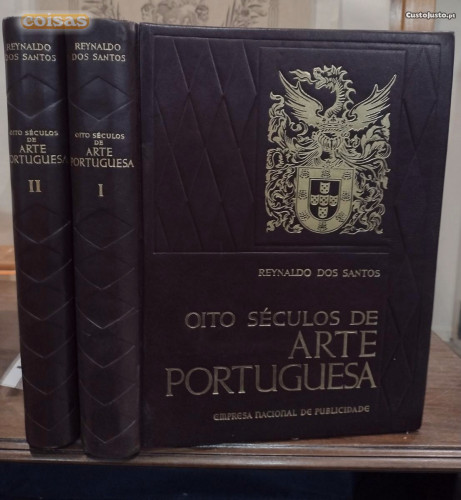 coisas
CustoJusto.pt
REYNALDO
DOS SANTOS
OITO SÉCULOS
DE
ARTE
PORTUGUESA
II
REYNALDO
DOS SANTOS
OITO SÉCULOS
DE
ARTE
PORTUGUESA
I
REYNALDO DOS SANTOS
OITO SÉCULOS DE
ARTE
PORTUGUESA
EMPRESA NACIONAL DE PUBLICIDADE